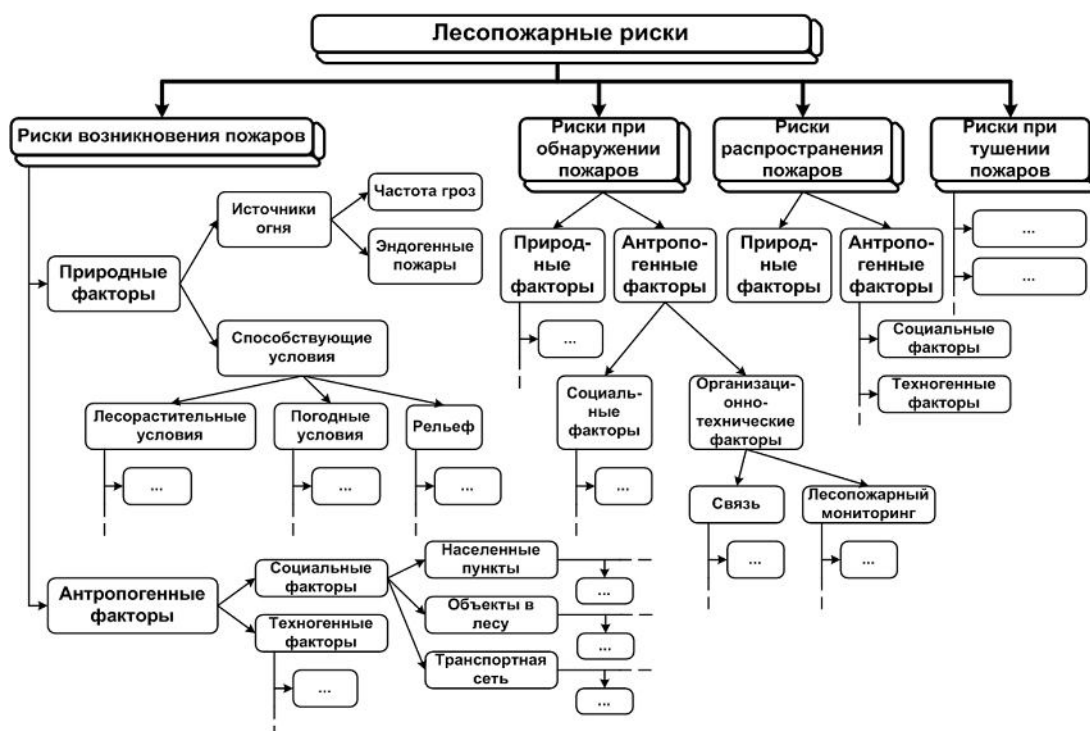 Лесопожарные риски
Риски возникновения пожаров
Риски при
обнаружении
пожаров
Риски
распространения
пожаров
Риски при
тушении
пожаров
Источники
огня
Частота гроз
Эндогенные
пожары
Природные
факторы
Способствующие
условия
Лесорастительные
условия
...
Погодные
условия
...
Рельеф
...
Антропогенные
факторы
Социальные
факторы
Населенные
пункты
...
Объекты в
лесу
...
Транспортная
сеть
...
Техногенные
факторы
...
Природ-
ные
факторы
...
Антропо-
генные
факторы
Социаль-
ные
факторы
...
Организаци-
онно-
технические
факторы
Связь
...
Лесопожарный
мониторинг
...
Природ-
ные
факторы
Антропо-
генные
факторы
Социальные
факторы
Техногенные
факторы
...
...